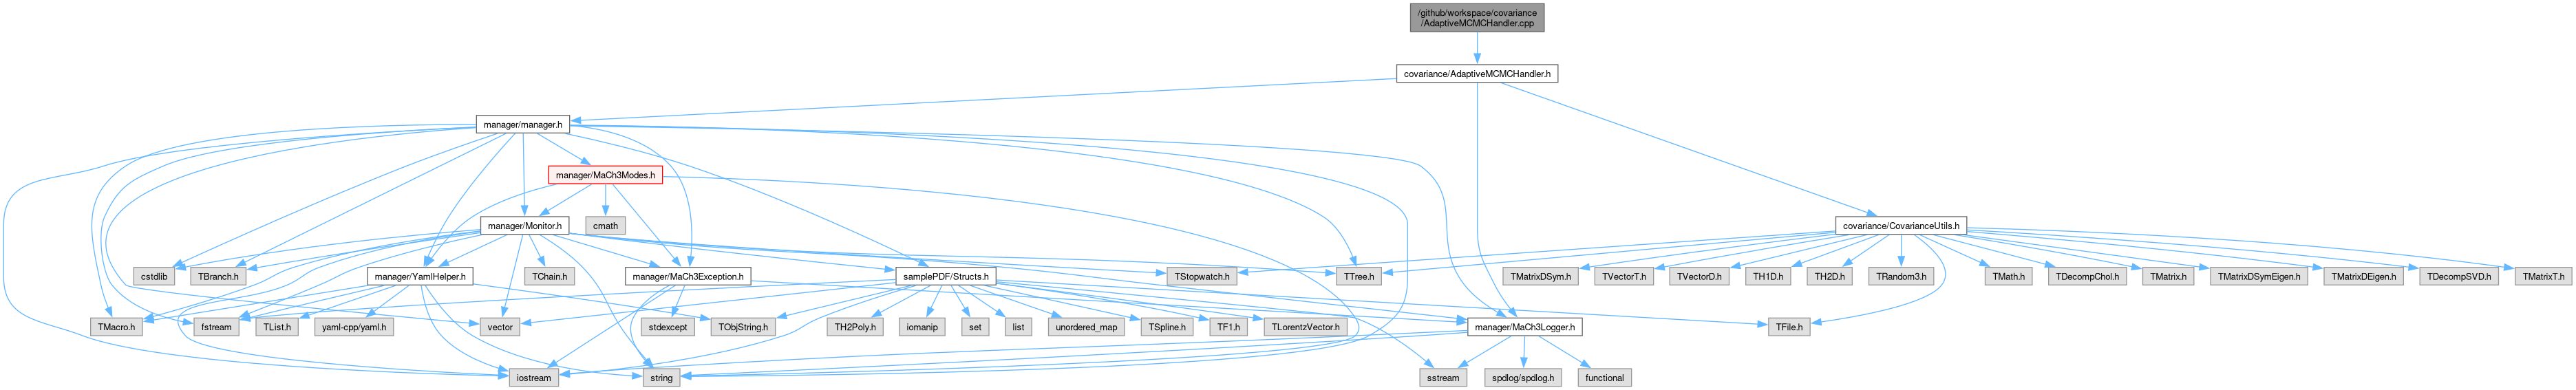 /github/workspace/covariance
/AdaptiveMCMCHandler.cpp
covariance/AdaptiveMCMCHandler.h
manager/manager.h
manager/MaCh3Modes.h
manager/Monitor.h
cmath
covariance/CovarianceUtils.h
cstdlib
TBranch.h
manager/YamlHelper.h
TChain.h
manager/MaCh3Exception.h
samplePDF/Structs.h
TStopwatch.h
TTree.h
TMatrixDSym.h
TVectorT.h
TVectorD.h
TH1D.h
TH2D.h
TRandom3.h
TMath.h
TDecompChol.h
TMatrix.h
TMatrixDSymEigen.h
TMatrixDEigen.h
TDecompSVD.h
TMatrixT.h
TMacro.h
fstream
TList.h
yaml-cpp/yaml.h
vector
stdexcept
TObjString.h
TH2Poly.h
iomanip
set
list
unordered_map
TSpline.h
TF1.h
TLorentzVector.h
manager/MaCh3Logger.h
TFile.h
iostream
string
sstream
spdlog/spdlog.h
functional